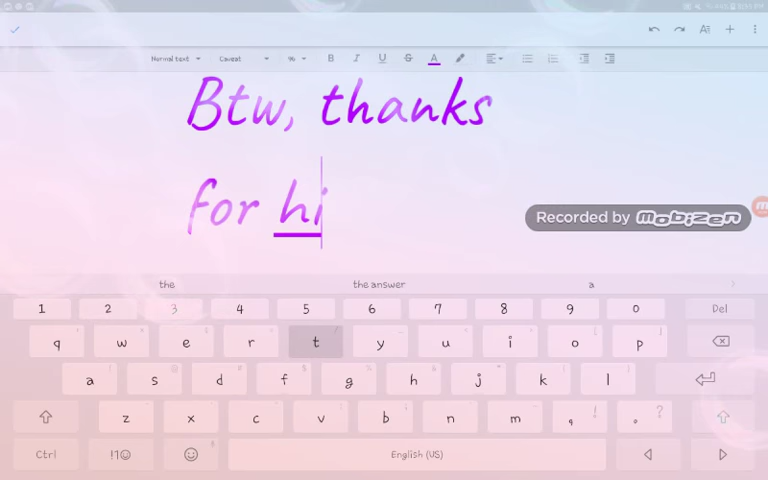 Normal text Caveat B I U S A
Btw, thanks
for hi
Recorded by mobizen
the the answer a
1 2 3 4 5 6 7 8 9 0 Del
q w e r t y u i o p
a s d f g h j k l
z x c v b n m , ! . ?
Ctrl !1☺ English (US)